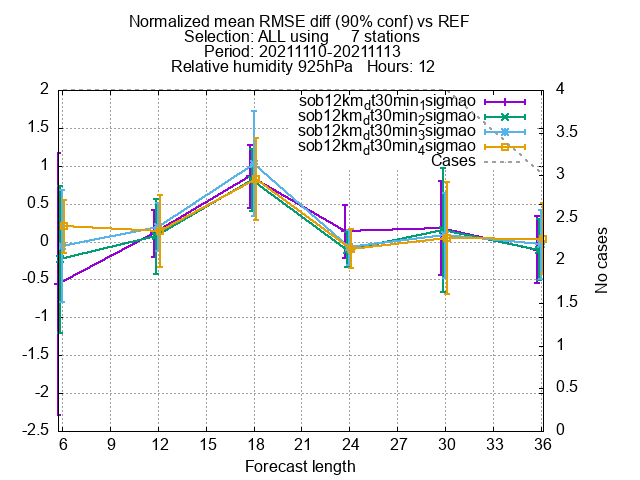 Normalized mean RMSE diff (90% conf) vs REF
Selection: ALL using     7 stations
Period: 20211110-20211113
Relative humidity 925hPa   Hours: 12
sob12km_dt30min_1sigmao
sob12km_dt30min_2sigmao
sob12km_dt30min_3sigmao
sob12km_dt30min_4sigmao
Cases
2
1.5
1
0.5
0
-0.5
-1
-1.5
-2
-2.5
4
3.5
3
2.5
2
1.5
1
0.5
0
No cases
6 9 12 15 18 21 24 27 30 33 36
Forecast length